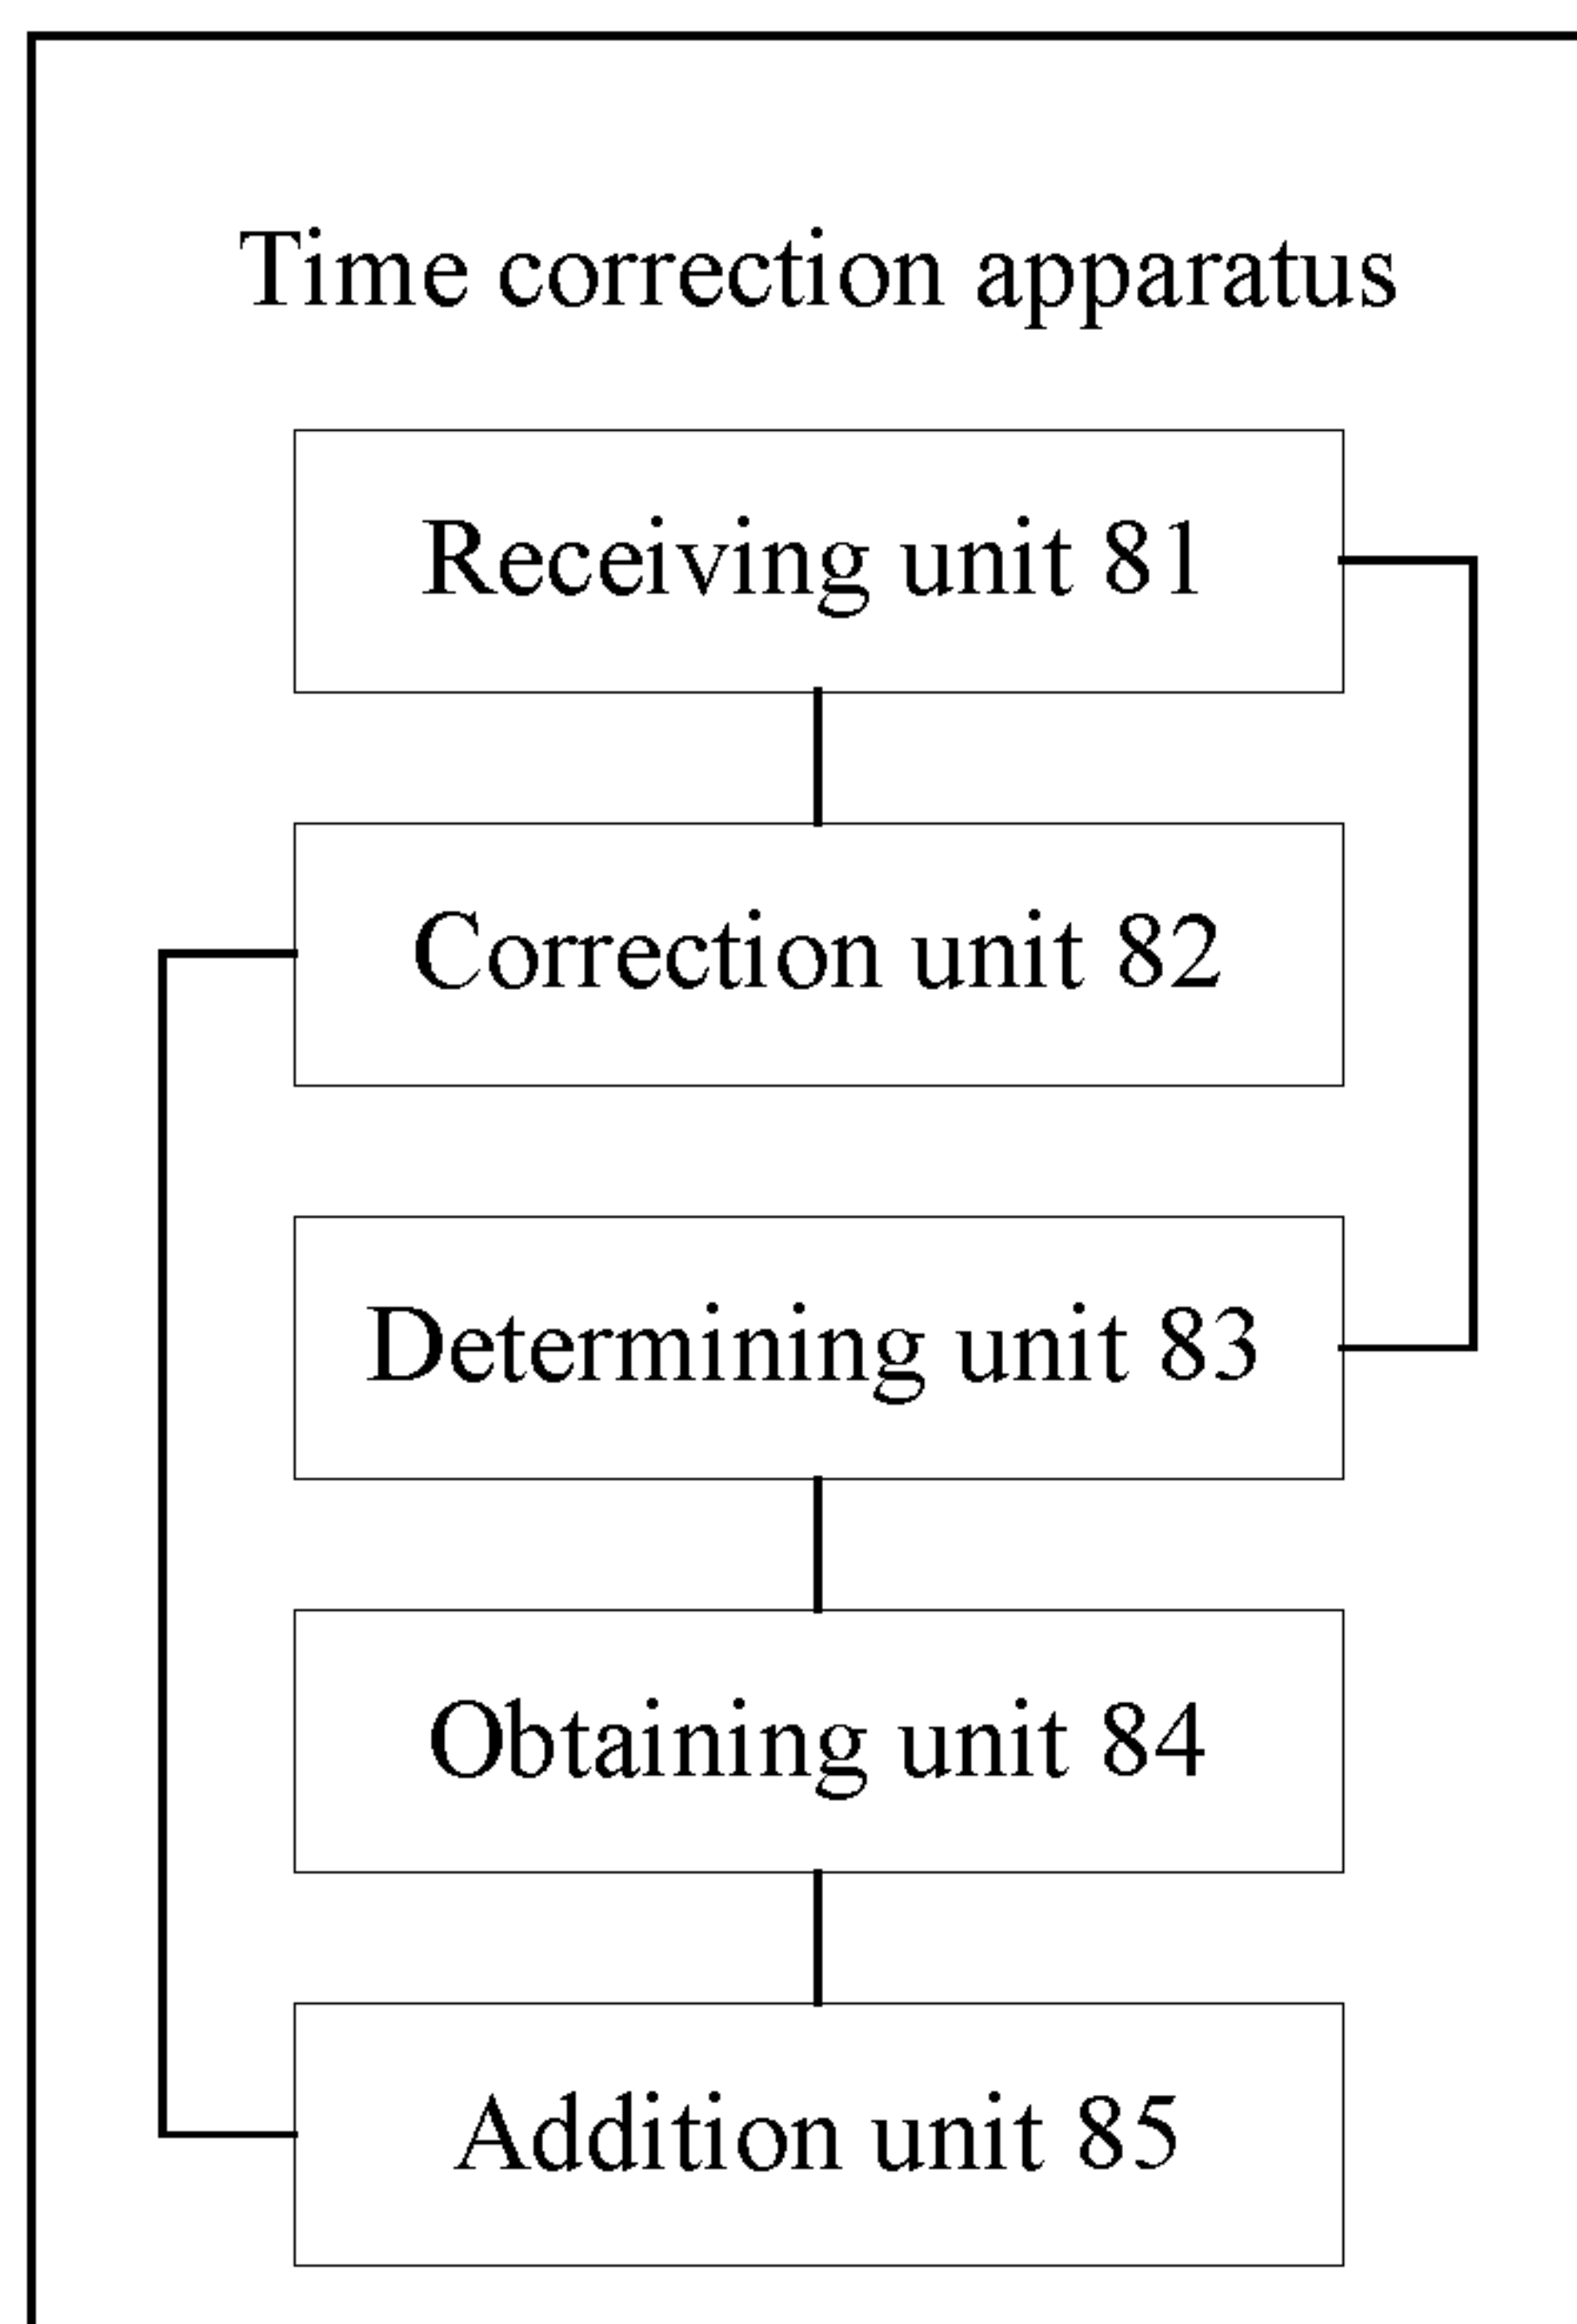 Time correction apparatus
Receiving unit 81
Correction unit 82
Determining unit 83
Obtaining unit 84
Addition unit 85